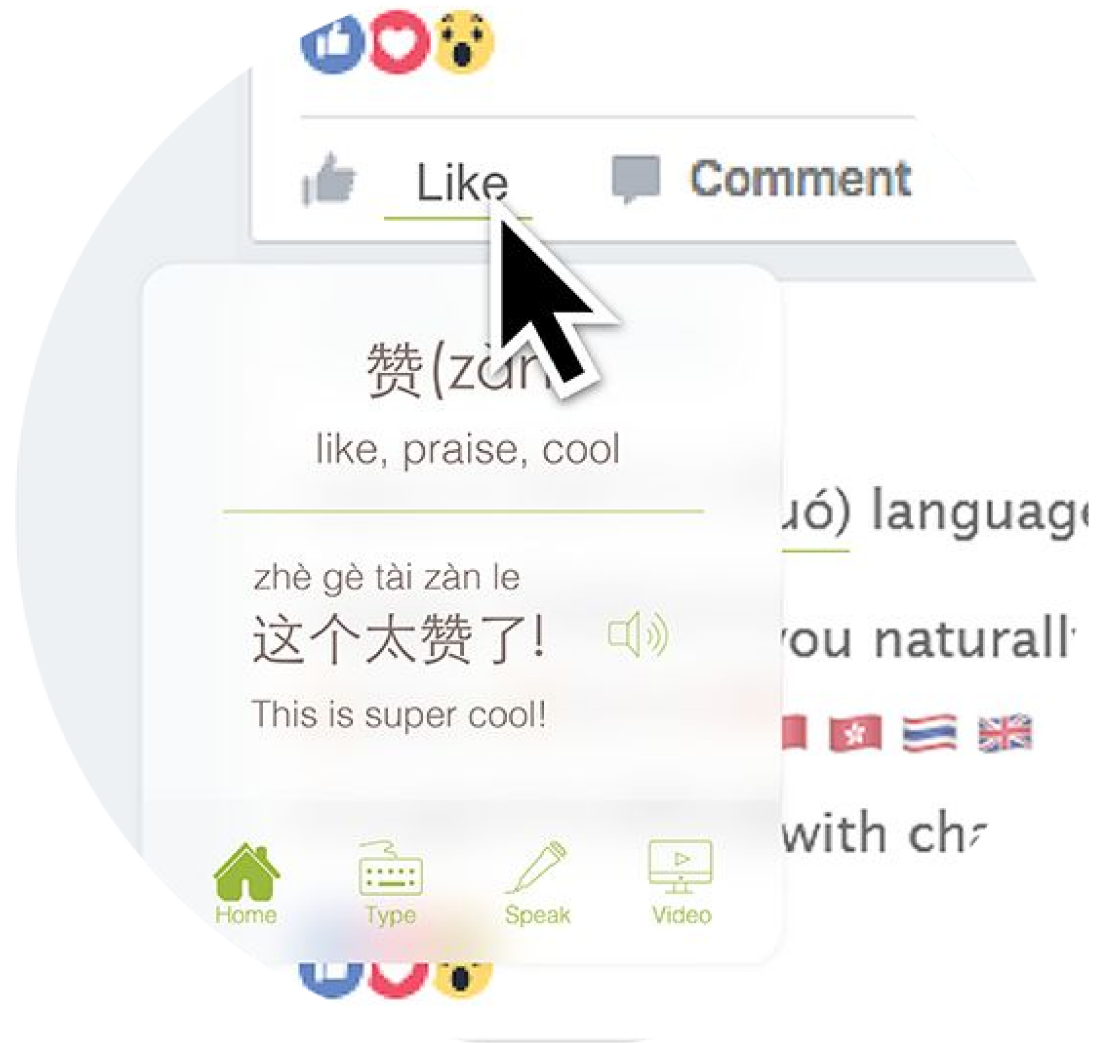 Like
Comment
赞(zàn
like, praise, cool
zhè gè tài zàn le
这个太赞了!
This is super cool!
uó) language
you naturally
with
Home
Type
Speak
Video